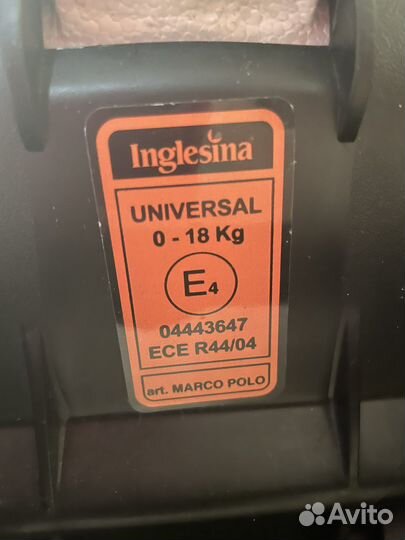 Inglesina
UNIVERSAL
0 - 18 Kg
E4
04443647
ECE R44/04
art. MARCO POLO
Avito